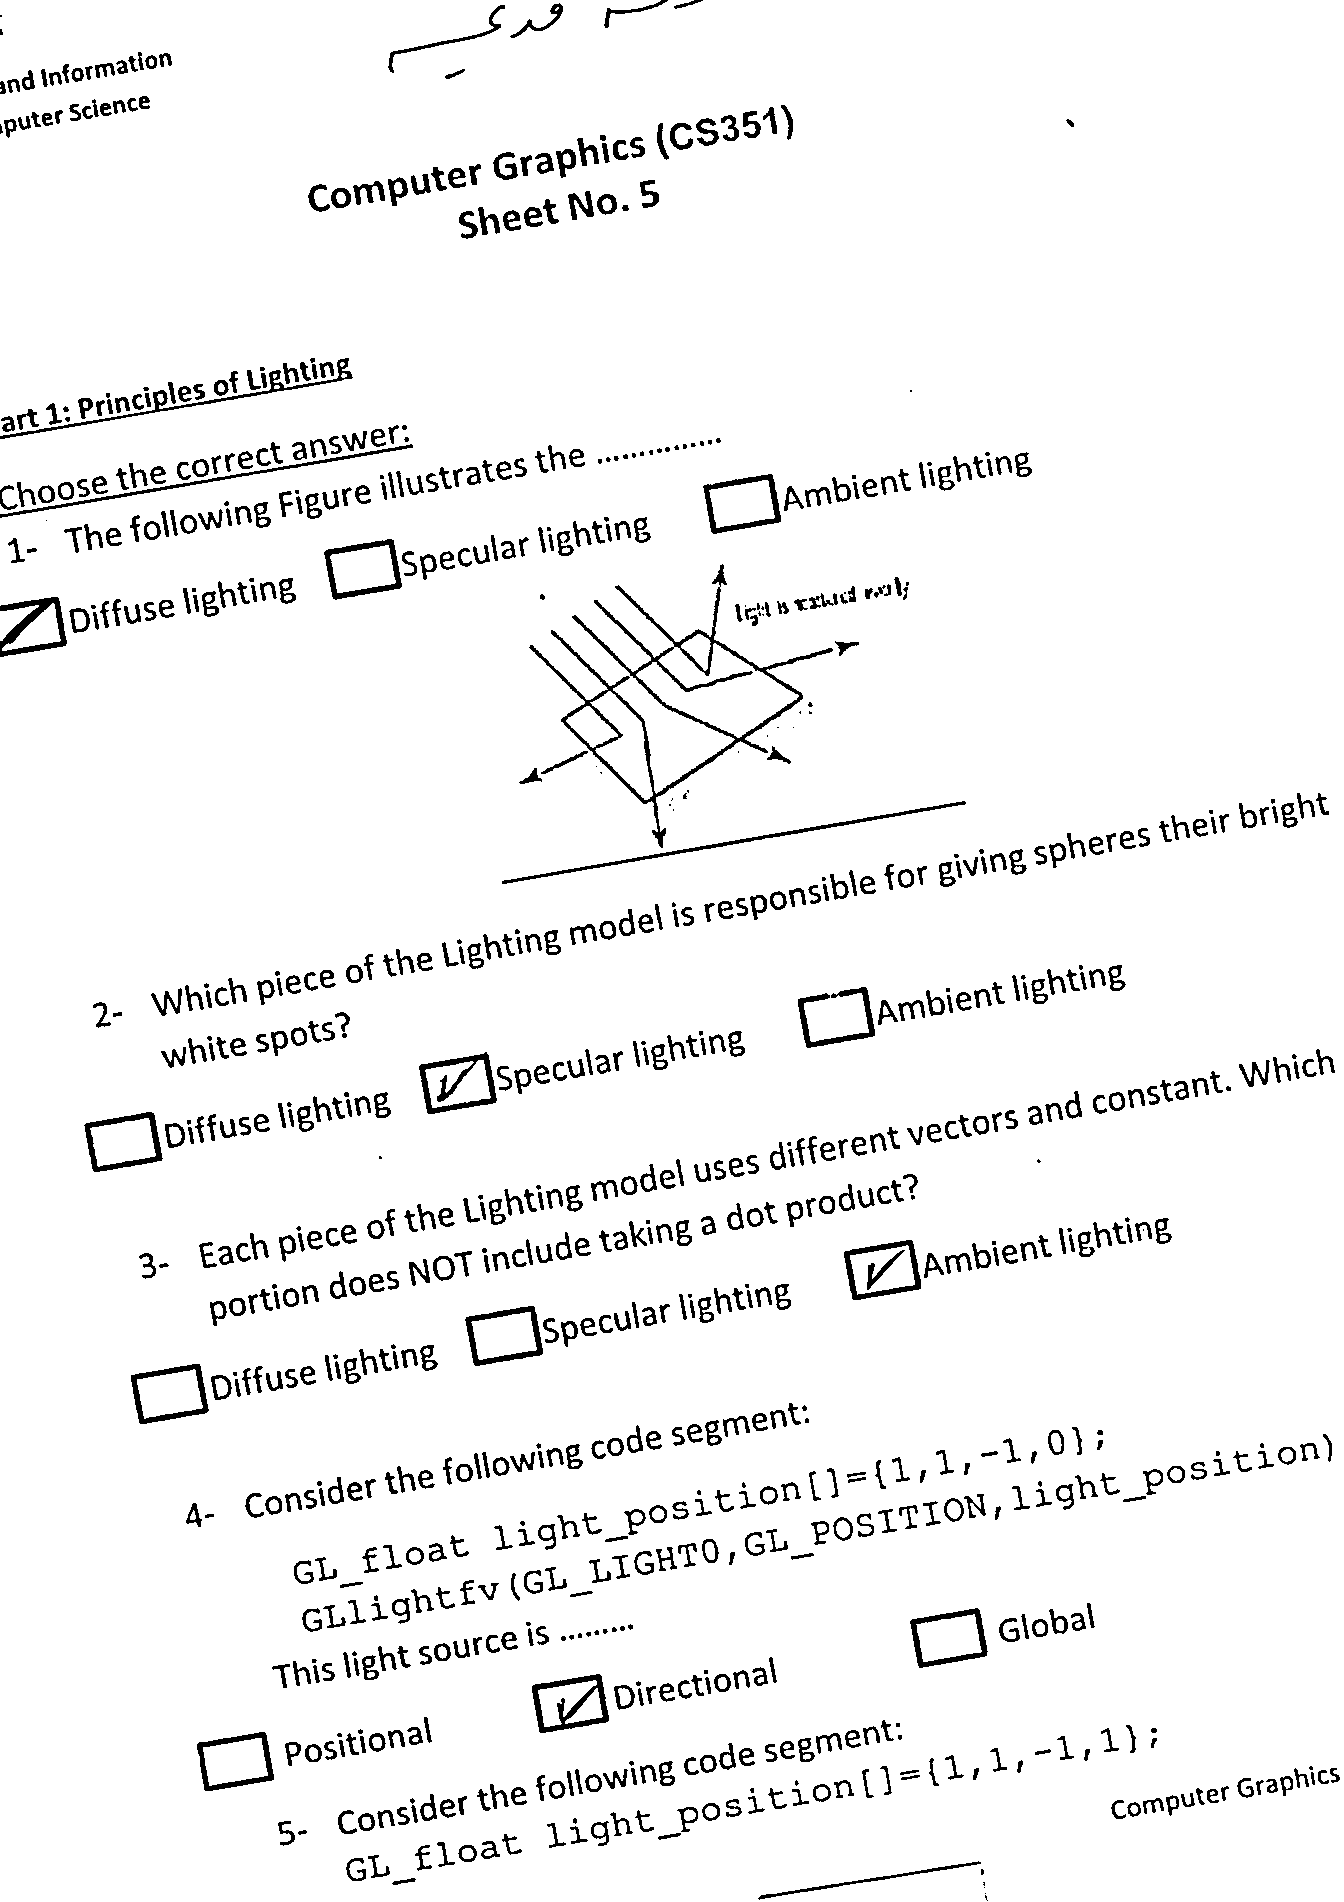 and Information
puter Science
Computer Graphics (CS351)
Sheet No. 5
art 1: Principles of Lighting
Choose the correct answer:
1- The following Figure illustrates the ...............
Diffuse lighting Specular lighting Ambient lighting
light is
2- Which piece of the Lighting model is responsible for giving spheres their bright
white spots?
Diffuse lighting Specular lighting Ambient lighting
3- Each piece of the Lighting model uses different vectors and constant. Which
portion does NOT include taking a dot product?
Diffuse lighting Specular lighting Ambient lighting
4- Consider the following code segment:
GL_float light_position[]={1,1,-1,0};
GLlightfv(GL_LIGHT0,GL_POSITION,light_position)
This light source is .........
Positional Directional Global
5- Consider the following code segment:
GL_float light_position[]={1,1,-1,1};
Computer Graphics